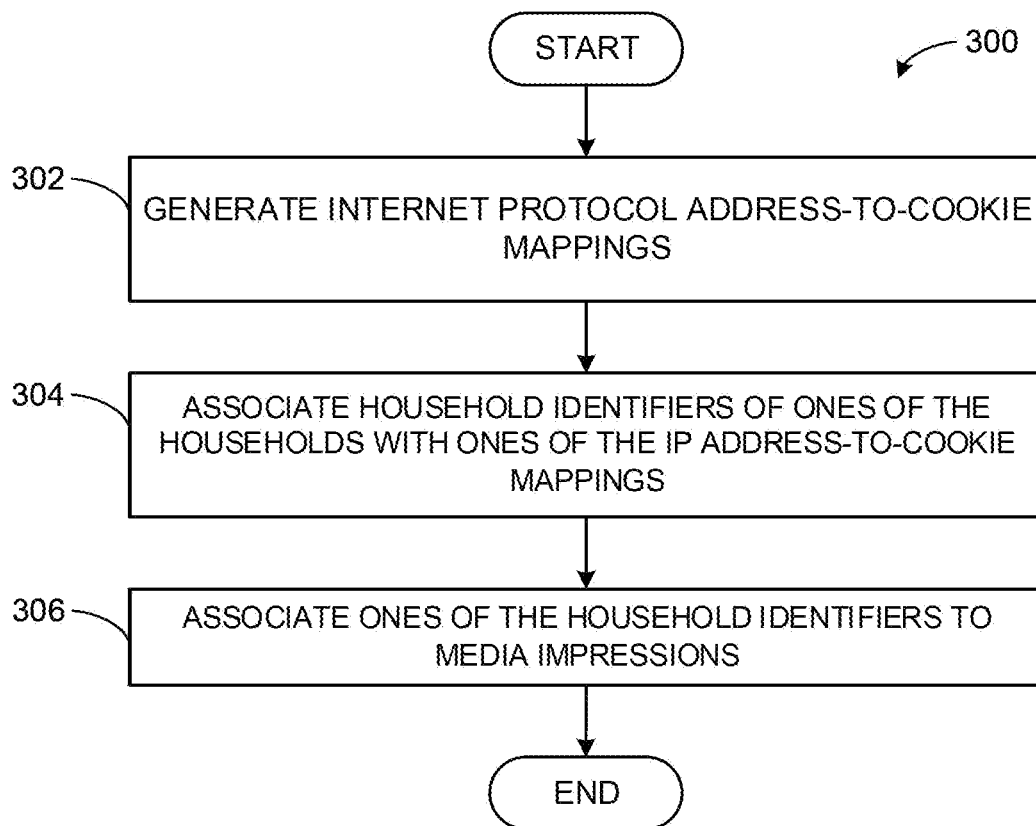 START
300
302
GENERATE INTERNET PROTOCOL ADDRESS-TO-COOKIE
MAPPINGS
304
ASSOCIATE HOUSEHOLD IDENTIFIERS OF ONES OF THE
HOUSEHOLDS WITH ONES OF THE IP ADDRESS-TO-COOKIE
MAPPINGS
306
ASSOCIATE ONES OF THE HOUSEHOLD IDENTIFIERS TO
MEDIA IMPRESSIONS
END